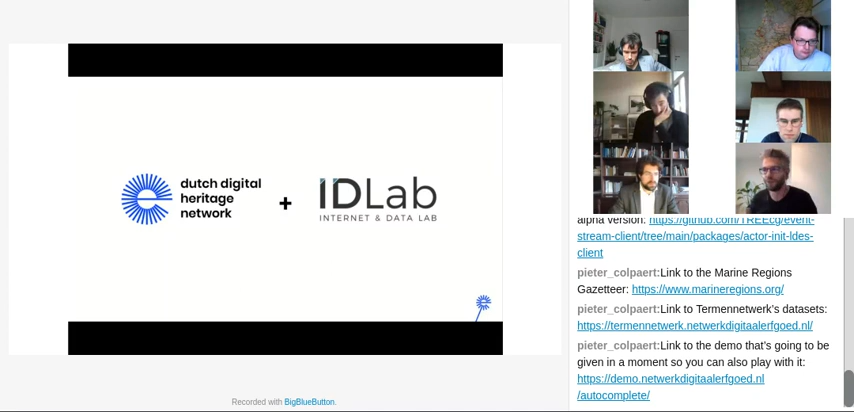 dutch digital
heritage
network
+
IDLab
INTERNET & DATA LAB
Recorded with BigBlueButton.
alpha version: https://github.com/TREEcg/event-
stream-client/tree/main/packages/actor-init-ldes-
client
pieter_colpaert:Link to the Marine Regions
Gazetteer: https://www.marineregions.org/
pieter_colpaert:Link to Termennetwerk's datasets:
https://termennetwerk.netwerkdigitaalerfgoed.nl/
pieter_colpaert:Link to the demo that's going to be
given in a moment so you can also play with it:
https://demo.netwerkdigitaalerfgoed.nl
/autocomplete/